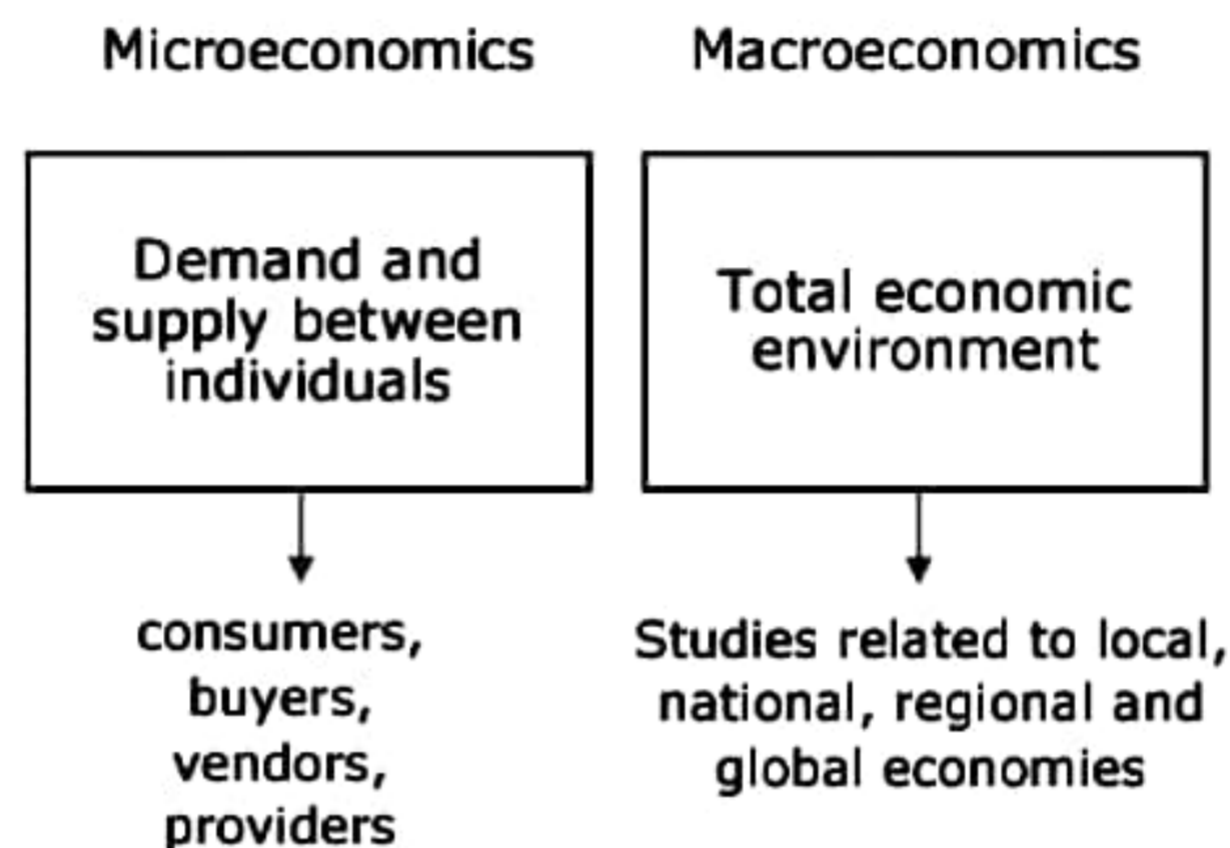 Microeconomics
Demand and
supply between
individuals
consumers,
buyers,
vendors,
providers
Macroeconomics
Total economic
environment
Studies related to local,
national, regional and
global economies